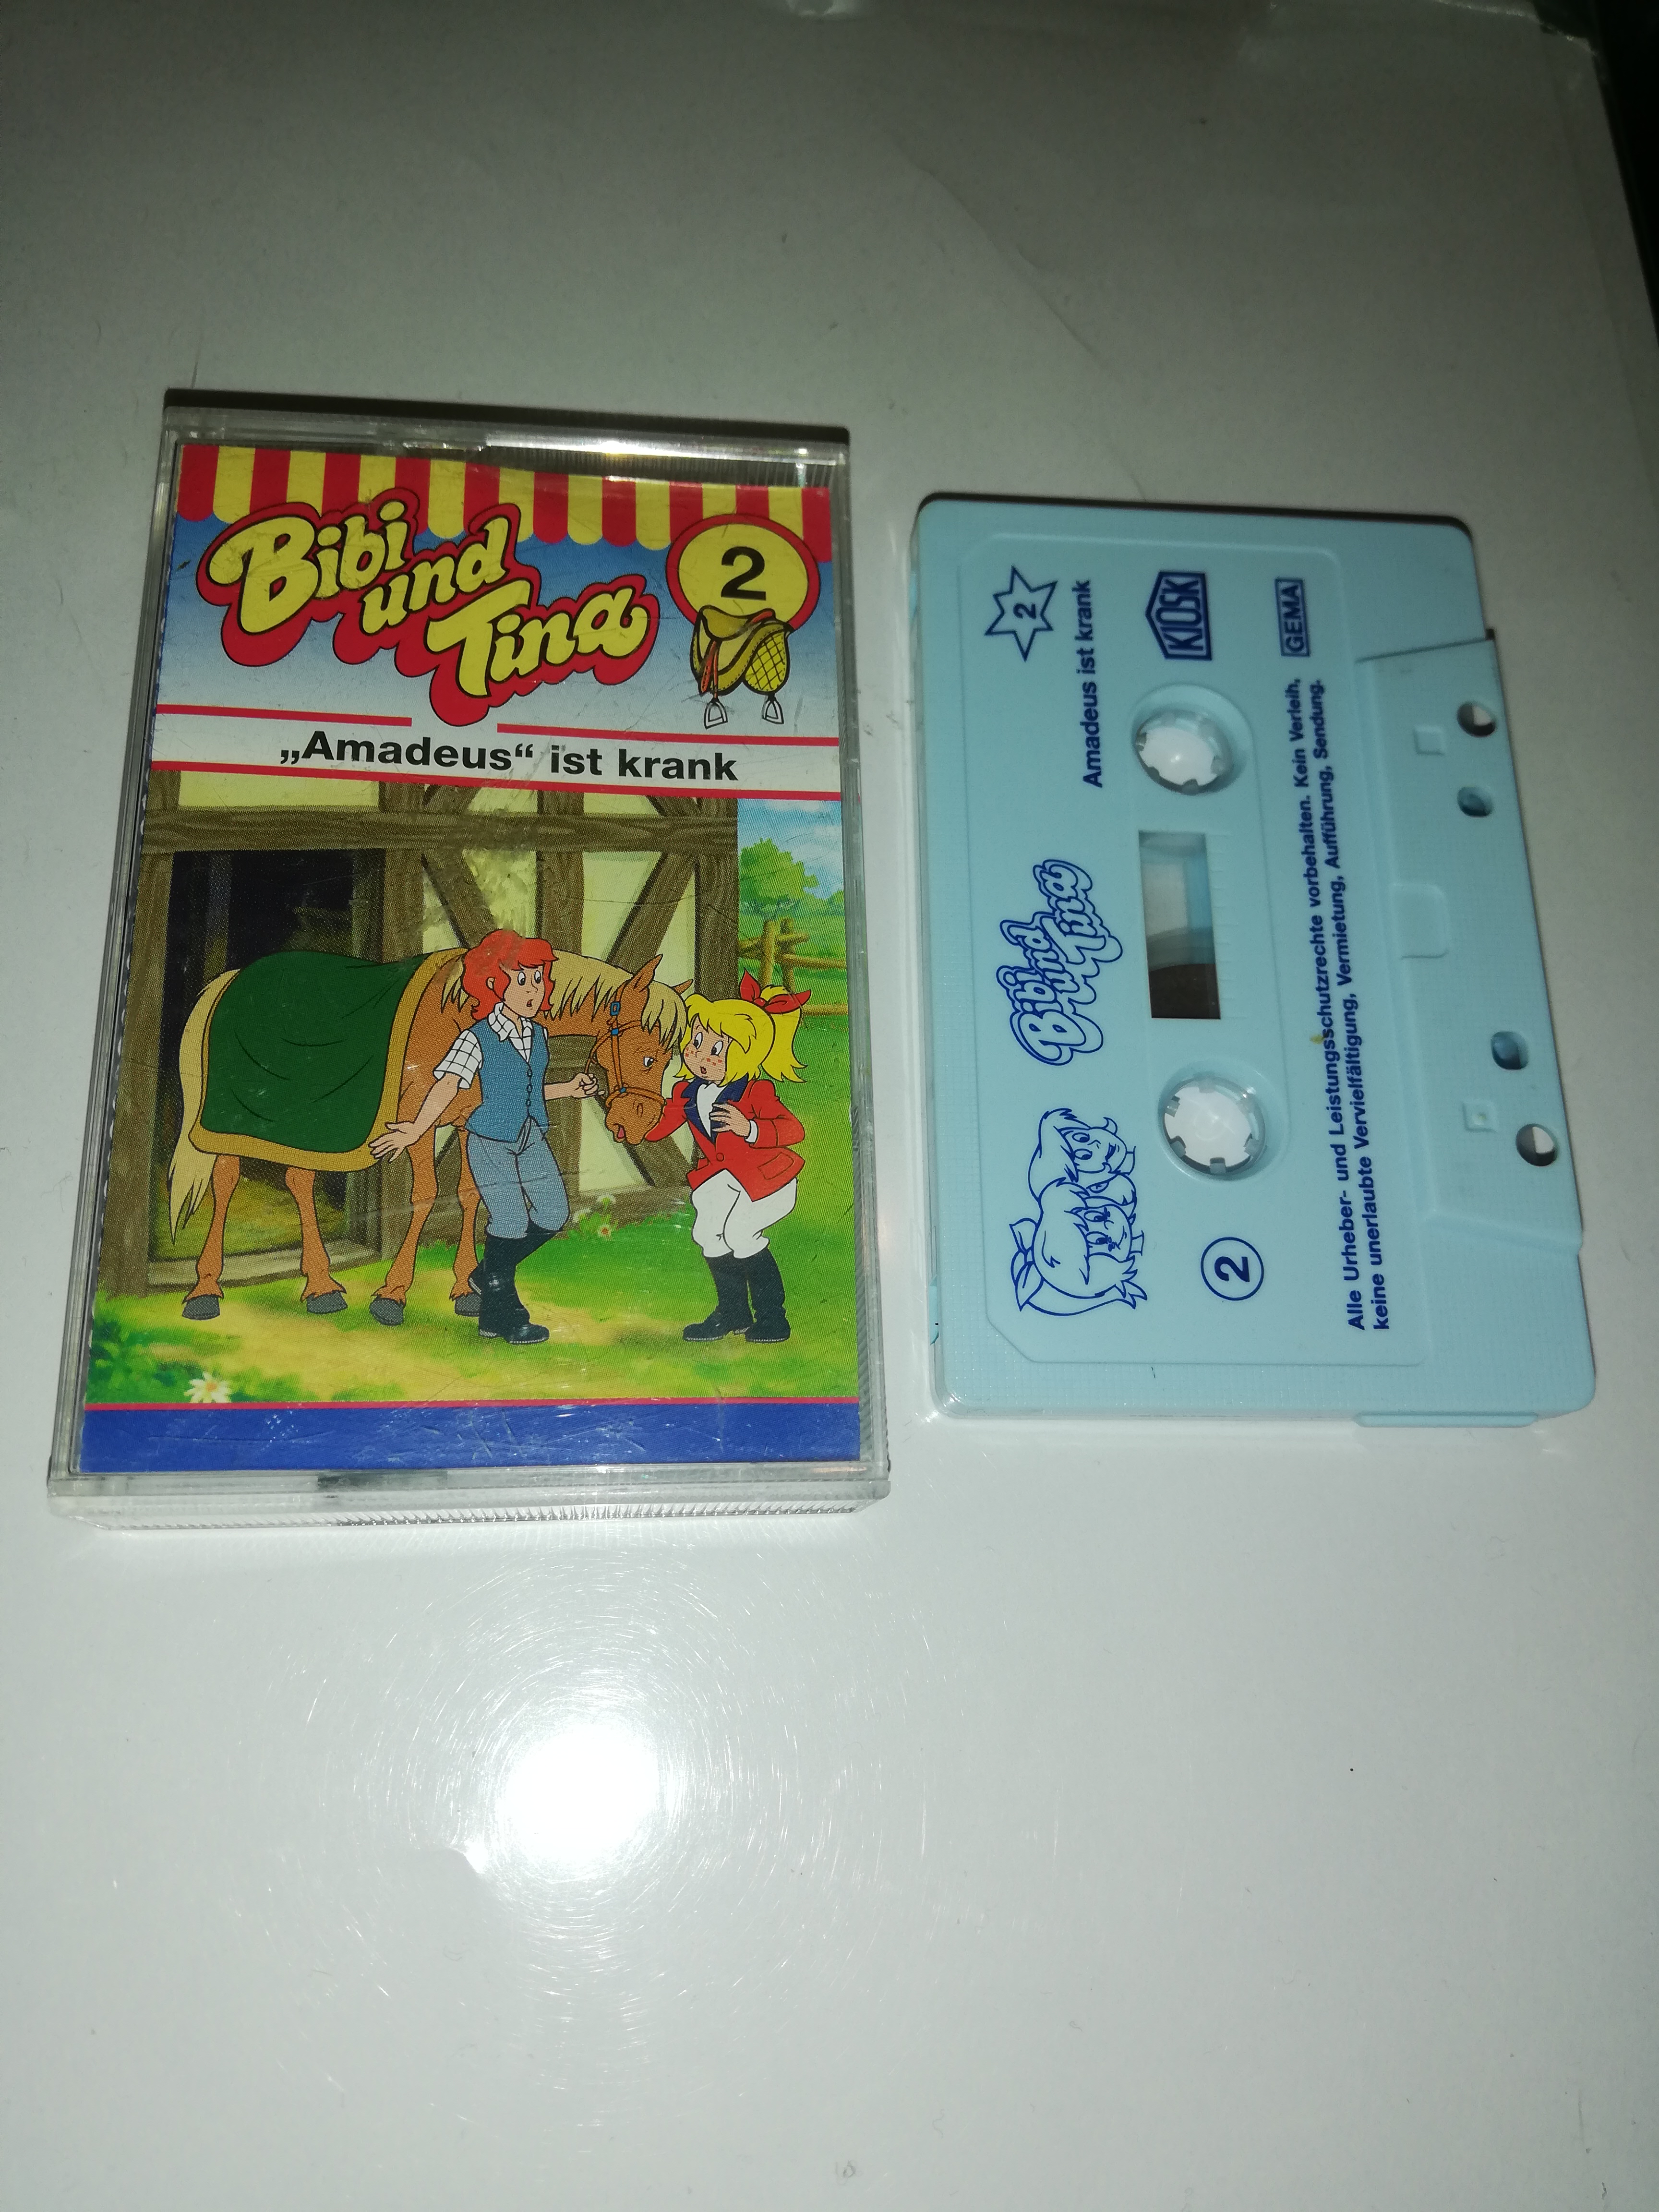 Bibi
und
Tina
2
„Amadeus“ ist krank
2
Amadeus ist krank
KIOSK
GEMA
Bibi
und
Tina
2
Alle Urheber- und Leistungsschutzrechte vorbehalten. Kein Verleih,
keine unerlaubte Vervielfältigung, Vermietung, Aufführung, Sendung.